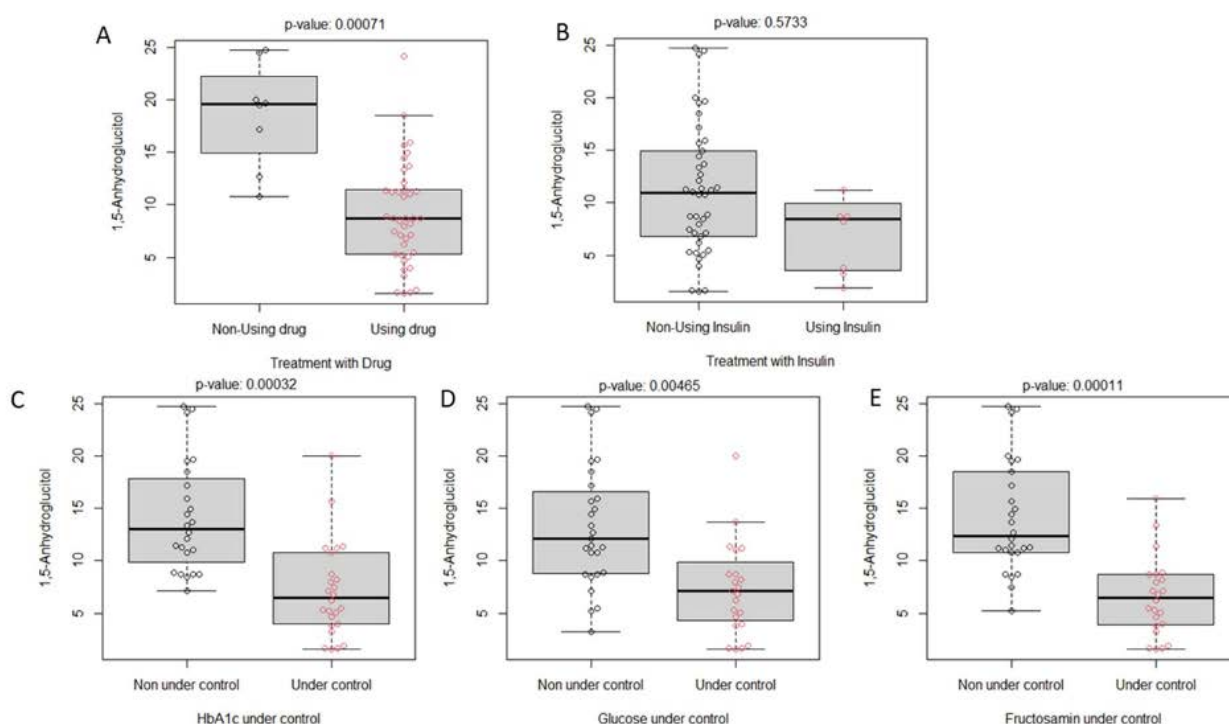 A
p-value: 0.00071
1,5-Anhydroglucitol
25
20
15
10
5
Non-Using drug
Using drug
Treatment with Drug
B
p-value: 0.5733
1,5-Anhydroglucitol
25
20
15
10
5
Non-Using Insulin
Using Insulin
Treatment with Insulin
C
p-value: 0.00032
1,5-Anhydroglucitol
25
20
15
10
5
Non under control
Under control
HbA1c under control
D
p-value: 0.00465
1,5-Anhydroglucitol
25
20
15
10
5
Non under control
Under control
Glucose under control
E
p-value: 0.00011
1,5-Anhydroglucitol
25
20
15
10
5
Non under control
Under control
Fructosamin under control